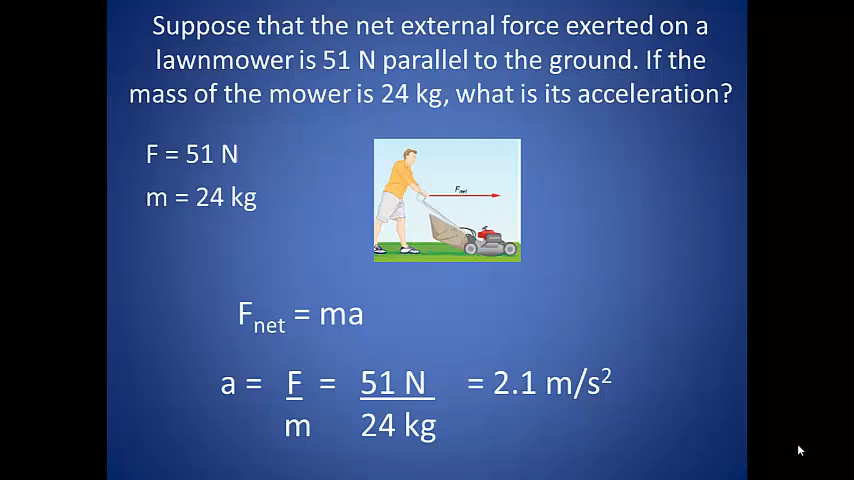 Suppose that the net external force exerted on a
lawnmower is 51 N parallel to the ground. If the
mass of the mower is 24 kg, what is its acceleration?
F = 51 N
m = 24 kg
Fnet
Fnet = ma
a = F = 51 N = 2.1 m/s²
m 24 kg